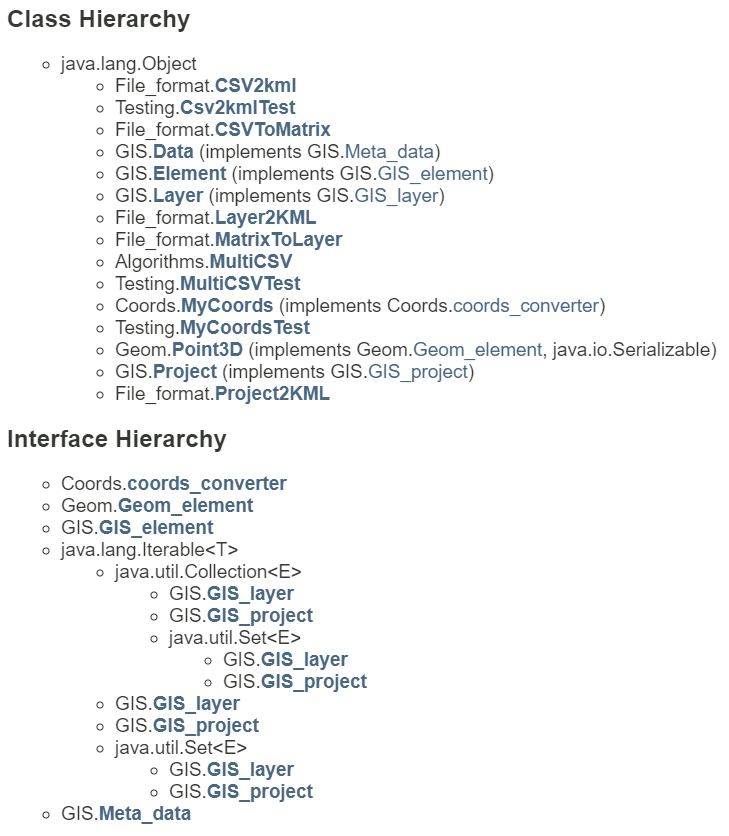 Class Hierarchy
java.lang.Object
File_format.CSV2kml
Testing.Csv2kmlTest
File_format.CSVToMatrix
GIS.Data (implements GIS.Meta_data)
GIS.Element (implements GIS.GIS_element)
GIS.Layer (implements GIS.GIS_layer)
File_format.Layer2KML
File_format.MatrixToLayer
Algorithms.MultiCSV
Testing.MultiCSVTest
Coords.MyCoords (implements Coords.coords_converter)
Testing.MyCoordsTest
Geom.Point3D (implements Geom.Geom_element, java.io.Serializable)
GIS.Project (implements GIS.GIS_project)
File_format.Project2KML
Interface Hierarchy
Coords.coords_converter
Geom.Geom_element
GIS.GIS_element
java.lang.Iterable<T>
java.util.Collection<E>
GIS.GIS_layer
GIS.GIS_project
java.util.Set<E>
GIS.GIS_layer
GIS.GIS_project
GIS.GIS_layer
GIS.GIS_project
java.util.Set<E>
GIS.GIS_layer
GIS.GIS_project
GIS.Meta_data